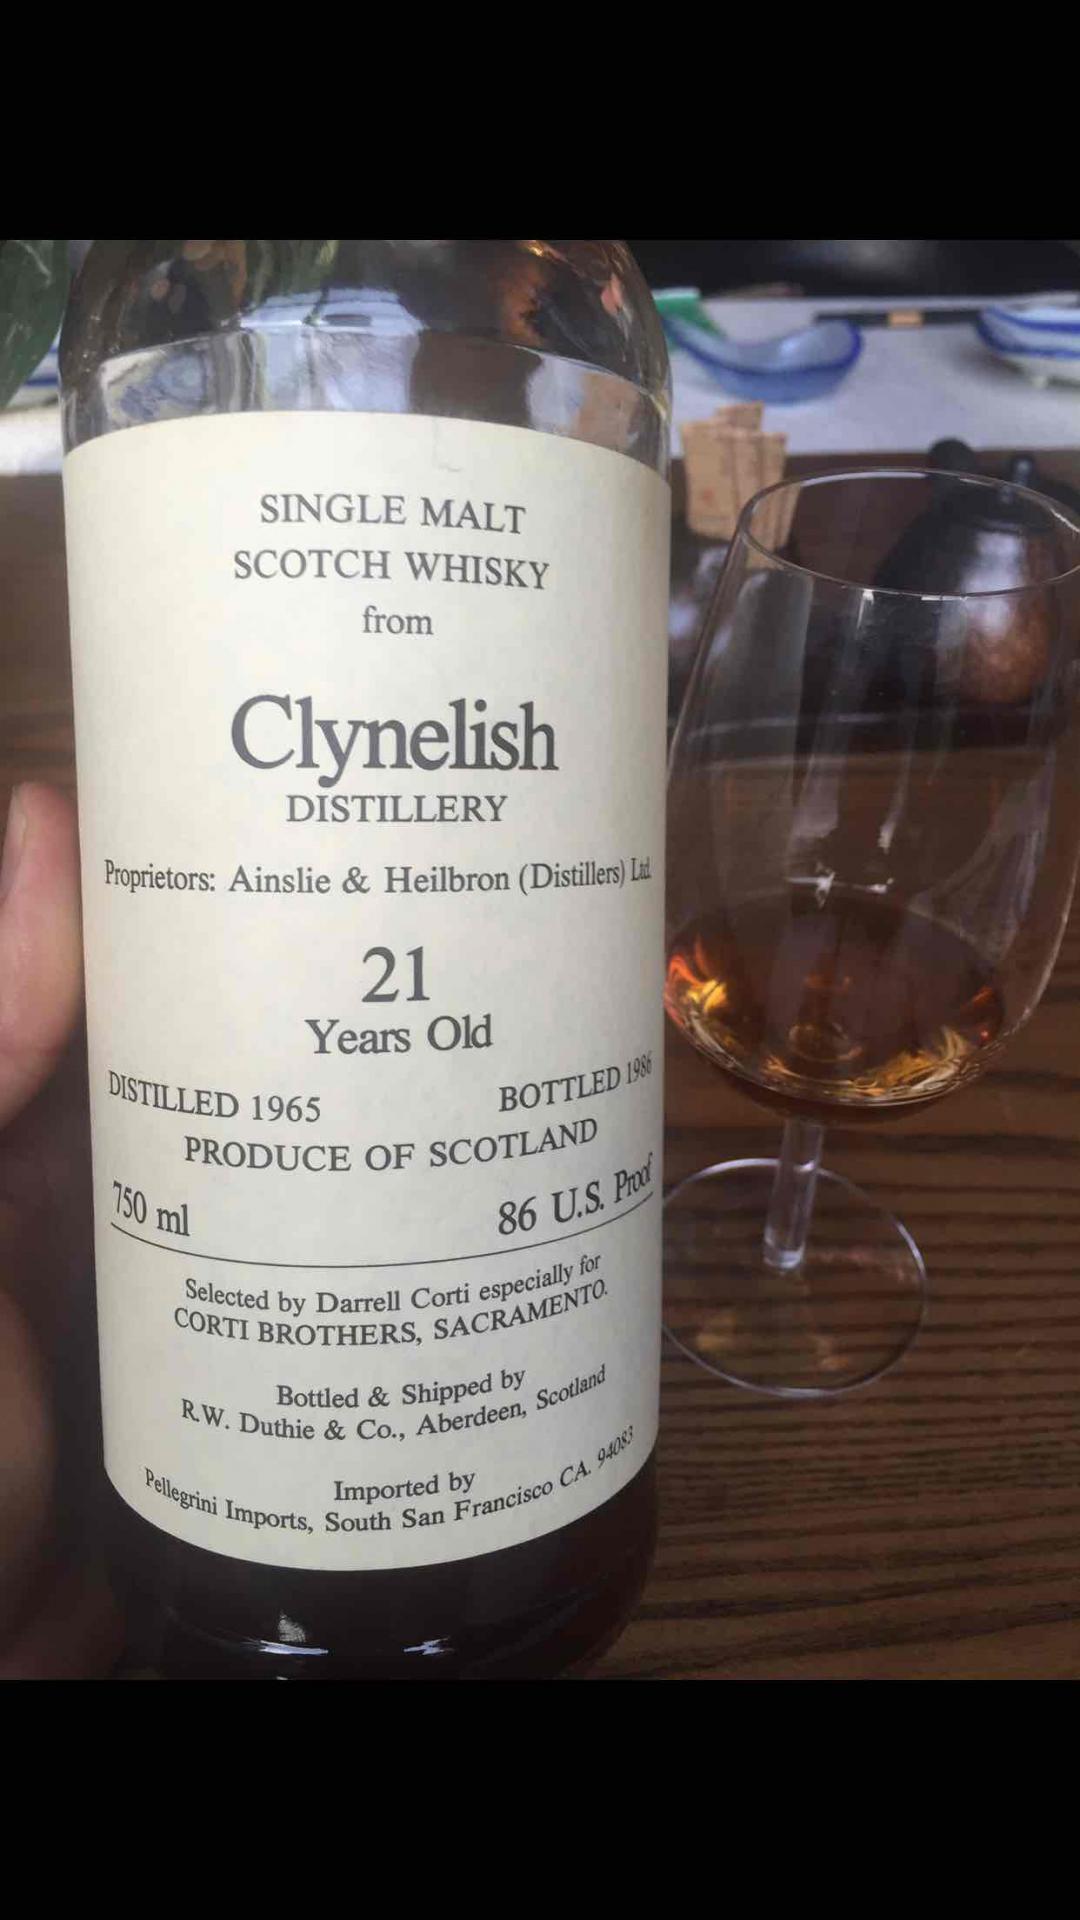 SINGLE MALT
SCOTCH WHISKY
from
Clynelish
DISTILLERY
Proprietors: Ainslie & Heilbron (Distillers) Ltd.
21
Years Old
DISTILLED 1965 BOTTLED 1986
PRODUCE OF SCOTLAND
750 ml 86 U.S. Proof
Selected by Darrell Corti especially for
CORTI BROTHERS, SACRAMENTO.
Bottled & Shipped by
R.W. Duthie & Co., Aberdeen, Scotland
Imported by
Pellegrini Imports, South San Francisco CA. 94083